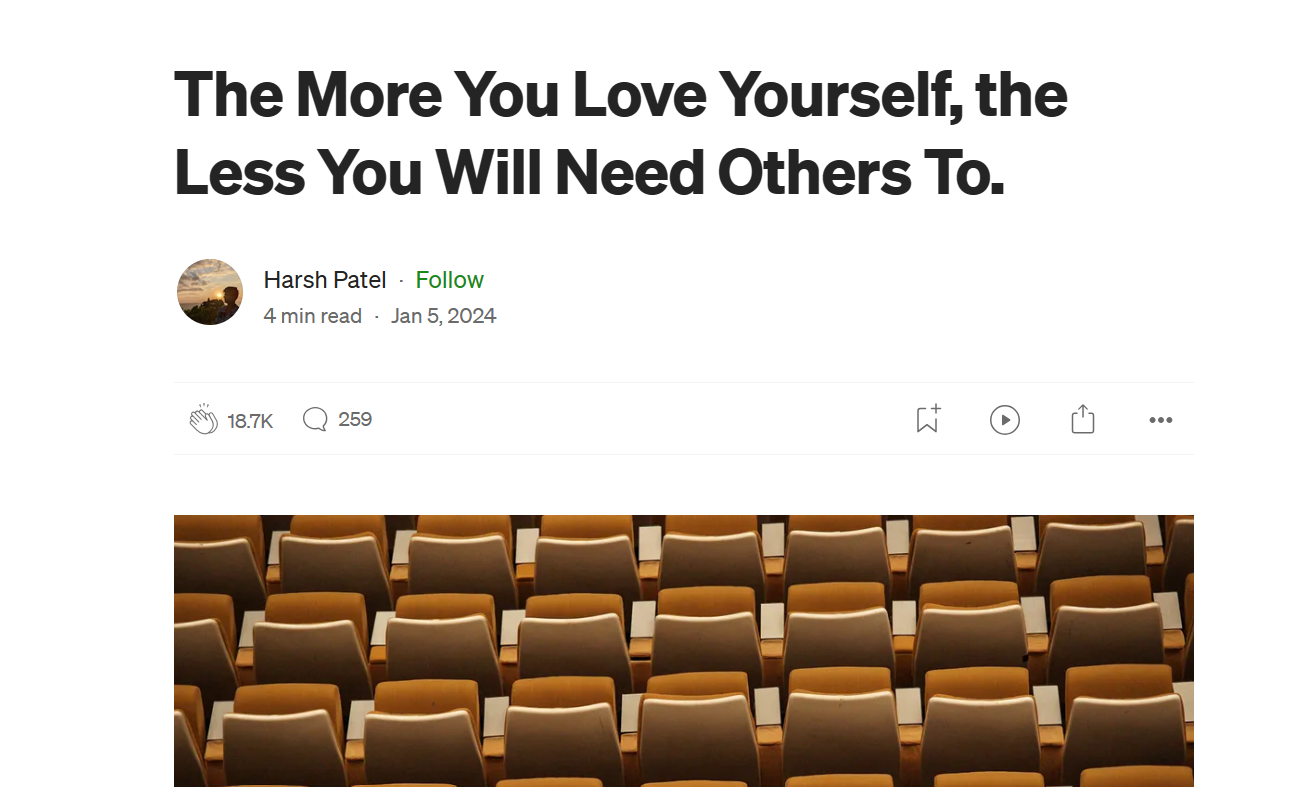 The More You Love Yourself, the
Less You Will Need Others To.
Harsh Patel · Follow
4 min read · Jan 5, 2024
18.7K 259